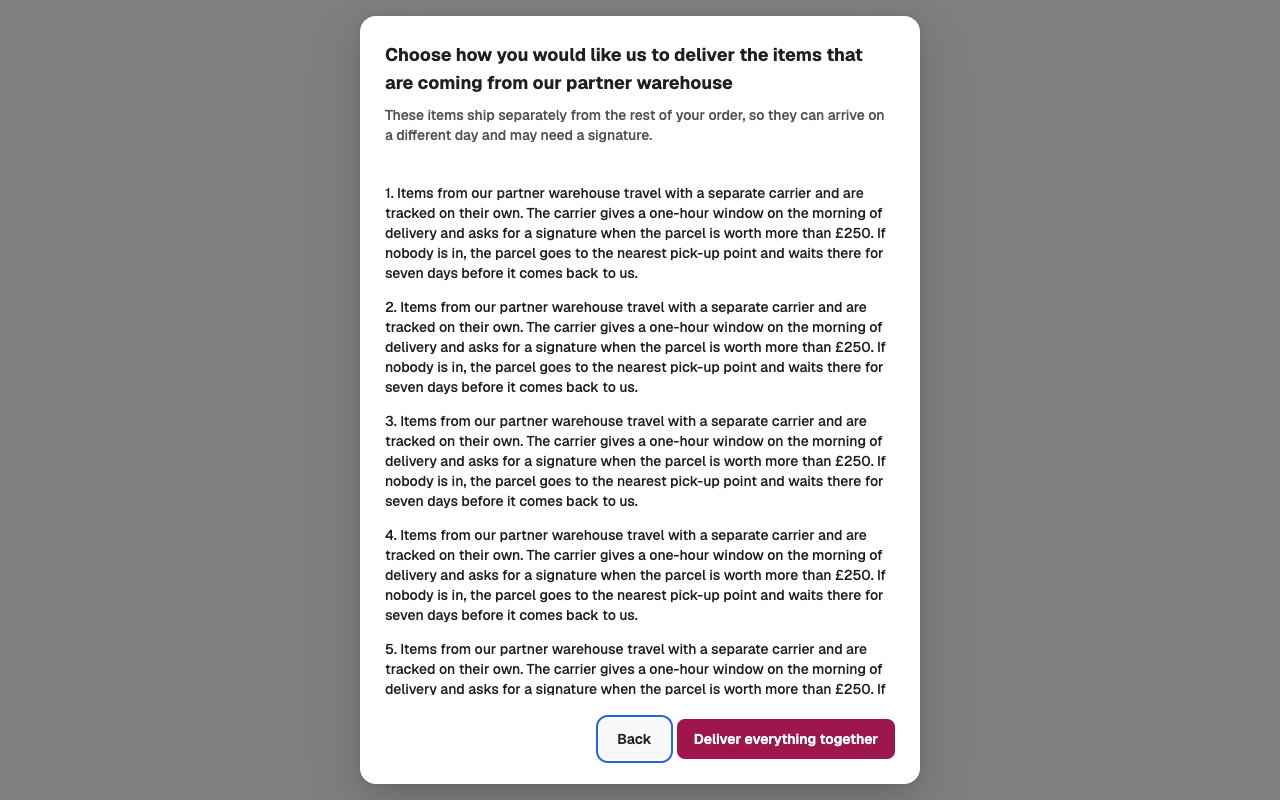 Choose how you would like us to deliver the items that
are coming from our partner warehouse
These items ship separately from the rest of your order, so they can arrive on
a different day and may need a signature.
1. Items from our partner warehouse travel with a separate carrier and are
tracked on their own. The carrier gives a one-hour window on the morning of
delivery and asks for a signature when the parcel is worth more than £250. If
nobody is in, the parcel goes to the nearest pick-up point and waits there for
seven days before it comes back to us.
2. Items from our partner warehouse travel with a separate carrier and are
tracked on their own. The carrier gives a one-hour window on the morning of
delivery and asks for a signature when the parcel is worth more than £250. If
nobody is in, the parcel goes to the nearest pick-up point and waits there for
seven days before it comes back to us.
3. Items from our partner warehouse travel with a separate carrier and are
tracked on their own. The carrier gives a one-hour window on the morning of
delivery and asks for a signature when the parcel is worth more than £250. If
nobody is in, the parcel goes to the nearest pick-up point and waits there for
seven days before it comes back to us.
4. Items from our partner warehouse travel with a separate carrier and are
tracked on their own. The carrier gives a one-hour window on the morning of
delivery and asks for a signature when the parcel is worth more than £250. If
nobody is in, the parcel goes to the nearest pick-up point and waits there for
seven days before it comes back to us.
5. Items from our partner warehouse travel with a separate carrier and are
tracked on their own. The carrier gives a one-hour window on the morning of
delivery and asks for a signature when the parcel is worth more than £250. If
Back
Deliver everything together